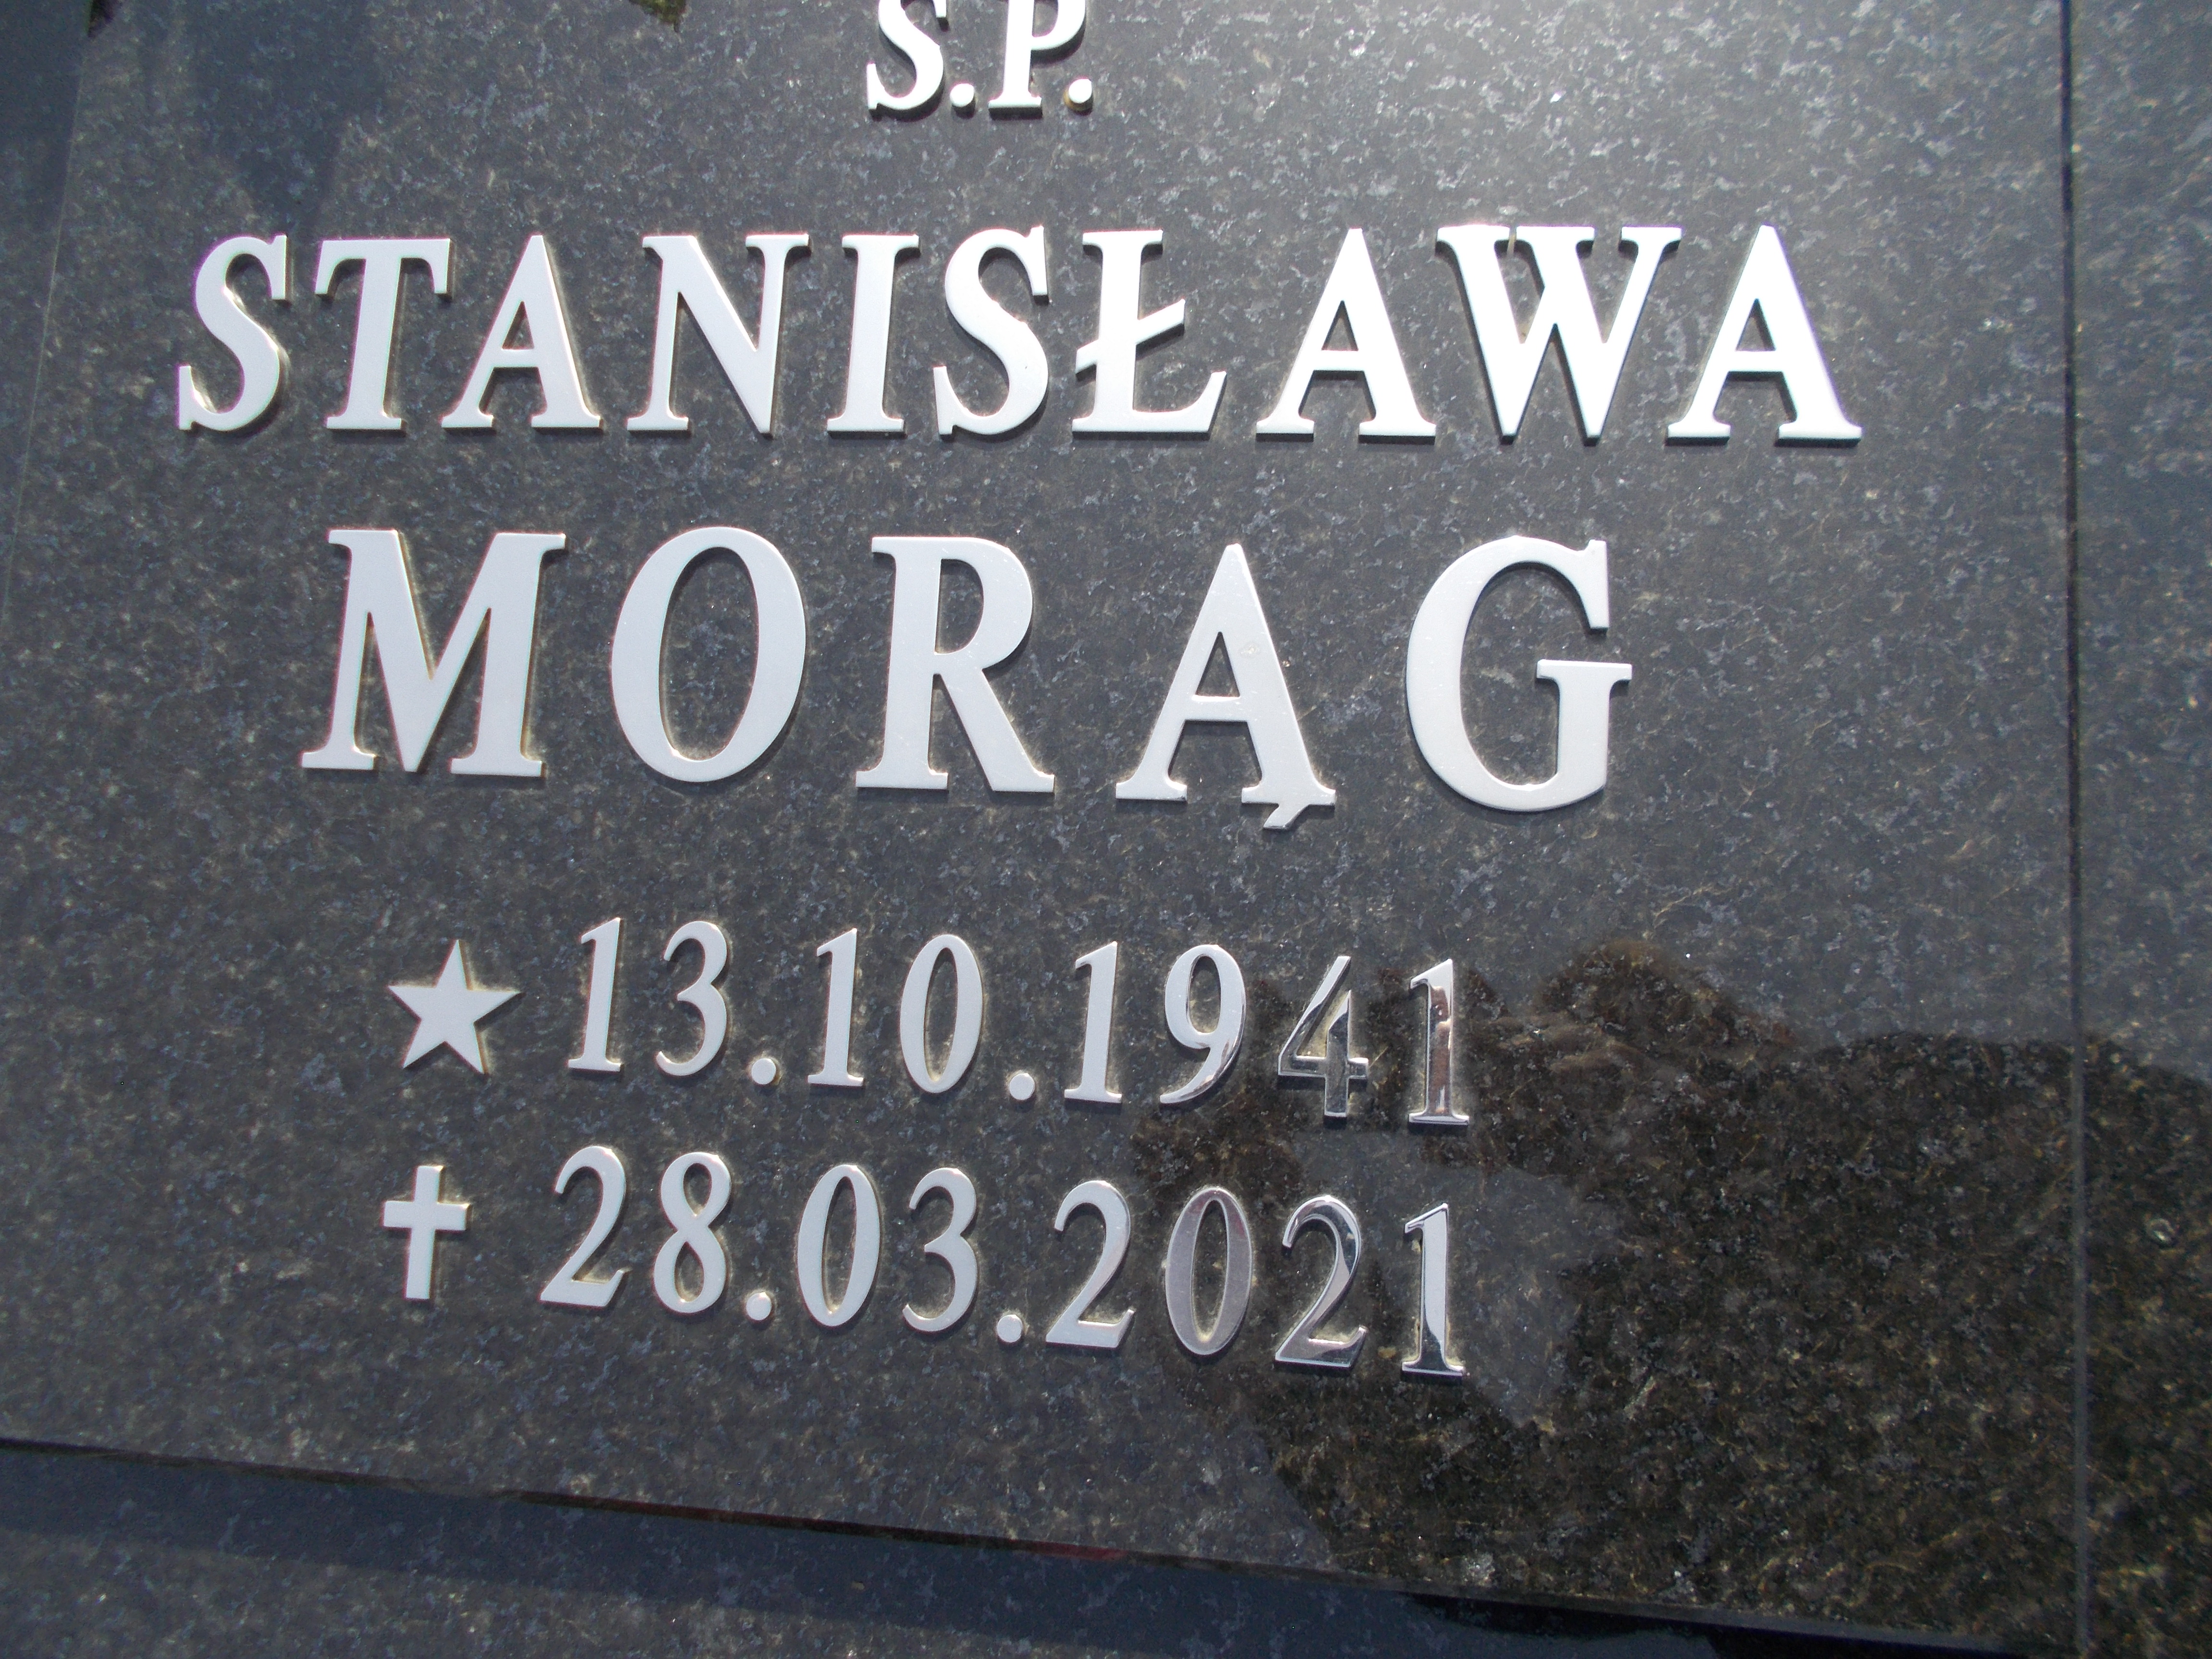 S.P.
STANISŁAWA
MORĄG
★ 13.10.1941
✝ 28.03.2021